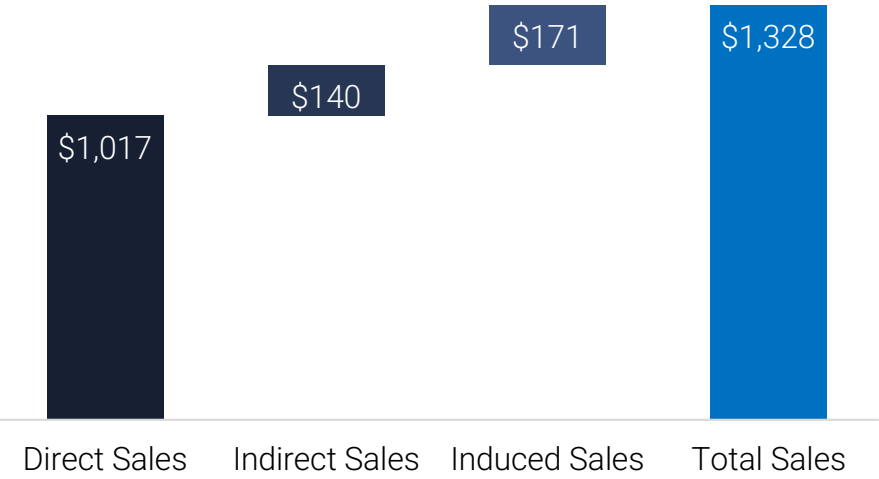 $171
$1,328
$140
$1,017
Direct Sales
Indirect Sales
Induced Sales
Total Sales